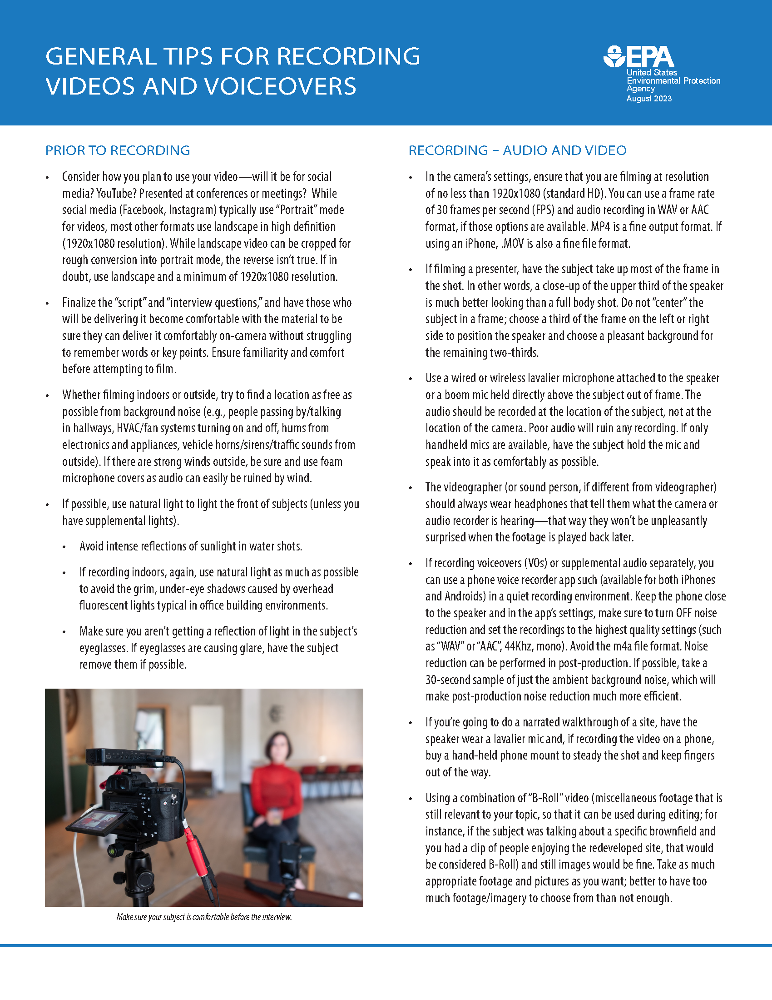 GENERAL TIPS FOR RECORDING
VIDEOS AND VOICEOVERS
EPA
United States
Environmental Protection
Agency
August 2023
PRIOR TO RECORDING
• Consider how you plan to use your video—will it be for social
media? YouTube? Presented at conferences or meetings?  While
social media (Facebook, Instagram) typically use “Portrait” mode
for videos, most other formats use landscape in high definition
(1920x1080 resolution). While landscape video can be cropped for
rough conversion into portrait mode, the reverse isn’t true. If in
doubt, use landscape and a minimum of 1920x1080 resolution.
• Finalize the “script” and “interview questions,” and have those who
will be delivering it become comfortable with the material to be
sure they can deliver it comfortably on-camera without struggling
to remember words or key points. Ensure familiarity and comfort
before attempting to film.
• Whether filming indoors or outside, try to find a location as free as
possible from background noise (e.g., people passing by/talking
in hallways, HVAC/fan systems turning on and off, hums from
electronics and appliances, vehicle horns/sirens/traffic sounds from
outside). If there are strong winds outside, be sure and use foam
microphone covers as audio can easily be ruined by wind.
• If possible, use natural light to light the front of subjects (unless you
have supplemental lights).
• Avoid intense reflections of sunlight in water shots.
• If recording indoors, again, use natural light as much as possible
to avoid the grim, under-eye shadows caused by overhead
fluorescent lights typical in office building environments.
• Make sure you aren’t getting a reflection of light in the subject’s
eyeglasses. If eyeglasses are causing glare, have the subject
remove them if possible.
Make sure your subject is comfortable before the interview.
RECORDING – AUDIO AND VIDEO
• In the camera’s settings, ensure that you are filming at resolution
of no less than 1920x1080 (standard HD). You can use a frame rate
of 30 frames per second (FPS) and audio recording in WAV or AAC
format, if those options are available. MP4 is a fine output format. If
using an iPhone, .MOV is also a fine file format.
• If filming a presenter, have the subject take up most of the frame in
the shot. In other words, a close-up of the upper third of the speaker
is much better looking than a full body shot. Do not “center” the
subject in a frame; choose a third of the frame on the left or right
side to position the speaker and choose a pleasant background for
the remaining two-thirds.
• Use a wired or wireless lavalier microphone attached to the speaker
or a boom mic held directly above the subject out of frame. The
audio should be recorded at the location of the subject, not at the
location of the camera. Poor audio will ruin any recording. If only
handheld mics are available, have the subject hold the mic and
speak into it as comfortably as possible.
• The videographer (or sound person, if different from videographer)
should always wear headphones that tell them what the camera or
audio recorder is hearing—that way they won’t be unpleasantly
surprised when the footage is played back later.
• If recording voiceovers (VOs) or supplemental audio separately, you
can use a phone voice recorder app such (available for both iPhones
and Androids) in a quiet recording environment. Keep the phone close
to the speaker and in the app’s settings, make sure to turn OFF noise
reduction and set the recordings to the highest quality settings (such
as “WAV” or “AAC”, 44Khz, mono). Avoid the m4a file format. Noise
reduction can be performed in post-production. If possible, take a
30-second sample of just the ambient background noise, which will
make post-production noise reduction much more efficient.
• If you’re going to do a narrated walkthrough of a site, have the
speaker wear a lavalier mic and, if recording the video on a phone,
buy a hand-held phone mount to steady the shot and keep fingers
out of the way.
• Using a combination of “B-Roll” video (miscellaneous footage that is
still relevant to your topic, so that it can be used during editing; for
instance, if the subject was talking about a specific brownfield and
you had a clip of people enjoying the redeveloped site, that would
be considered B-Roll) and still images would be fine. Take as much
appropriate footage and pictures as you want; better to have too
much footage/imagery to choose from than not enough.